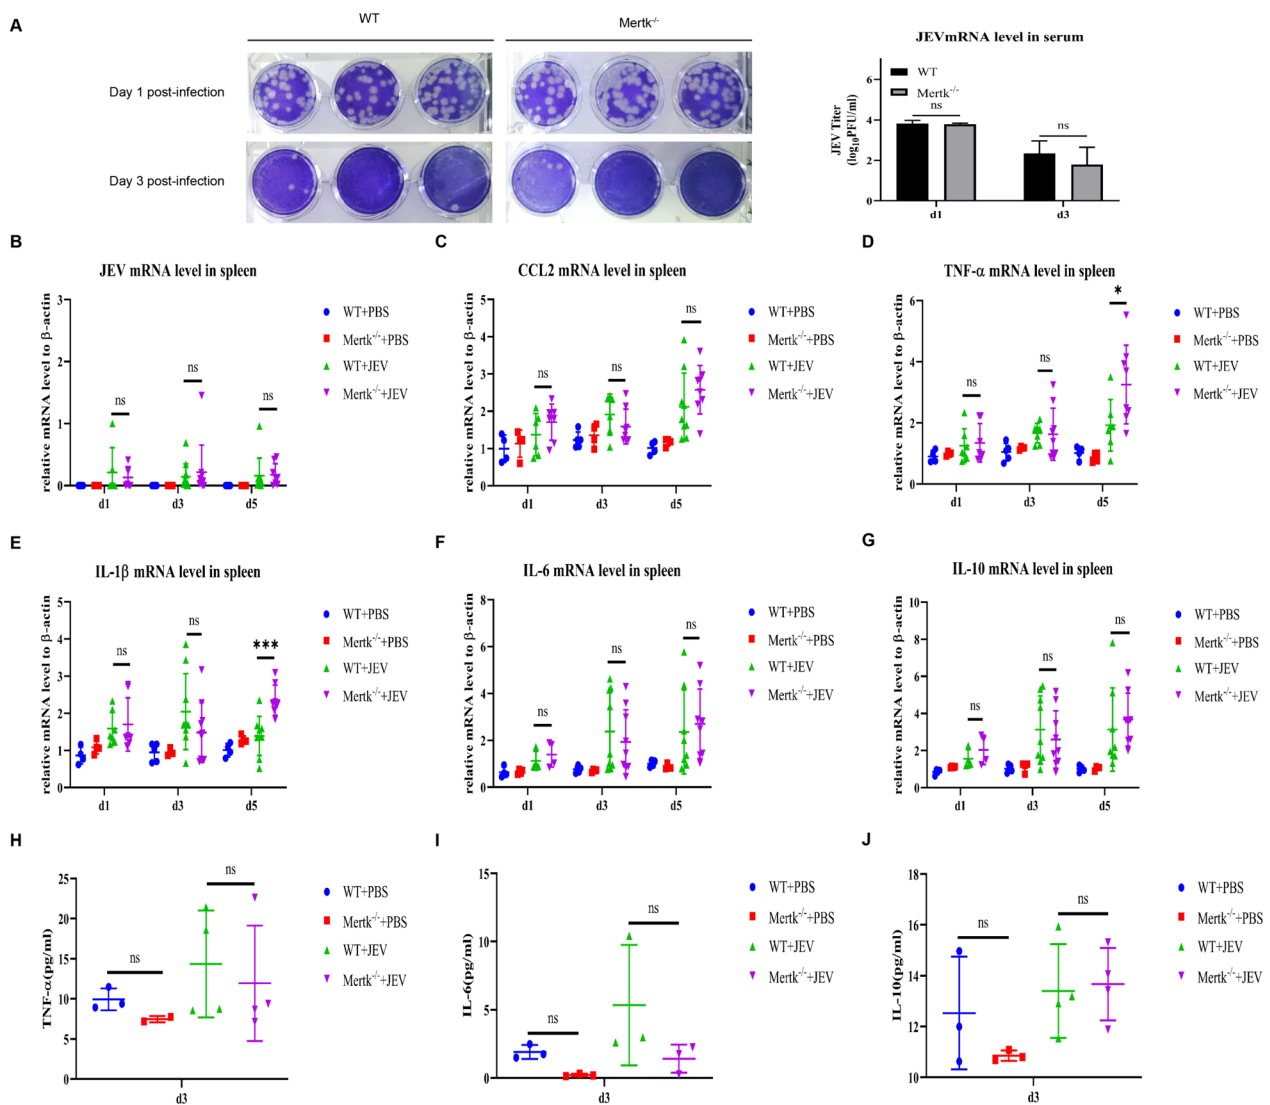 A
WT
Mertk-/-
Day 1 post-infection
Day 3 post-infection
JEVmRNA level in serum
JEV Titer
(log10PFU/ml)
6
4
2
0
WT
Mertk-/-
ns
ns
d1
d3
B
JEV mRNA level in spleen
relative mRNA level to β-actin
3
2
1
0
ns
ns
ns
d1
d3
d5
WT+PBS
Mertk-/-+PBS
WT+JEV
Mertk-/-+JEV
C
CCL2 mRNA level in spleen
relative mRNA level to β-actin
5
4
3
2
1
0
ns
ns
ns
d1
d3
d5
WT+PBS
Mertk-/-+PBS
WT+JEV
Mertk-/-+JEV
D
TNF-α mRNA level in spleen
relative mRNA level to β-actin
6
4
2
0
ns
ns
*
d1
d3
d5
WT+PBS
Mertk-/-+PBS
WT+JEV
Mertk-/-+JEV
E
IL-1β mRNA level in spleen
relative mRNA level to β-actin
5
4
3
2
1
0
ns
ns
***
d1
d3
d5
WT+PBS
Mertk-/-+PBS
WT+JEV
Mertk-/-+JEV
F
IL-6 mRNA level in spleen
relative mRNA level to β-actin
8
6
4
2
0
ns
ns
ns
d1
d3
d5
WT+PBS
Mertk-/-+PBS
WT+JEV
Mertk-/-+JEV
G
IL-10 mRNA level in spleen
relative mRNA level to β-actin
10
8
6
4
2
0
ns
ns
ns
d1
d3
d5
WT+PBS
Mertk-/-+PBS
WT+JEV
Mertk-/-+JEV
H
TNF-α(pg/ml)
25
20
15
10
5
0
ns
ns
d3
WT+PBS
Mertk-/-+PBS
WT+JEV
Mertk-/-+JEV
I
IL-6(pg/ml)
15
10
5
0
ns
ns
d3
WT+PBS
Mertk-/-+PBS
WT+JEV
Mertk-/-+JEV
J
IL-10(pg/ml)
18
16
14
12
10
ns
ns
d3
WT+PBS
Mertk-/-+PBS
WT+JEV
Mertk-/-+JEV